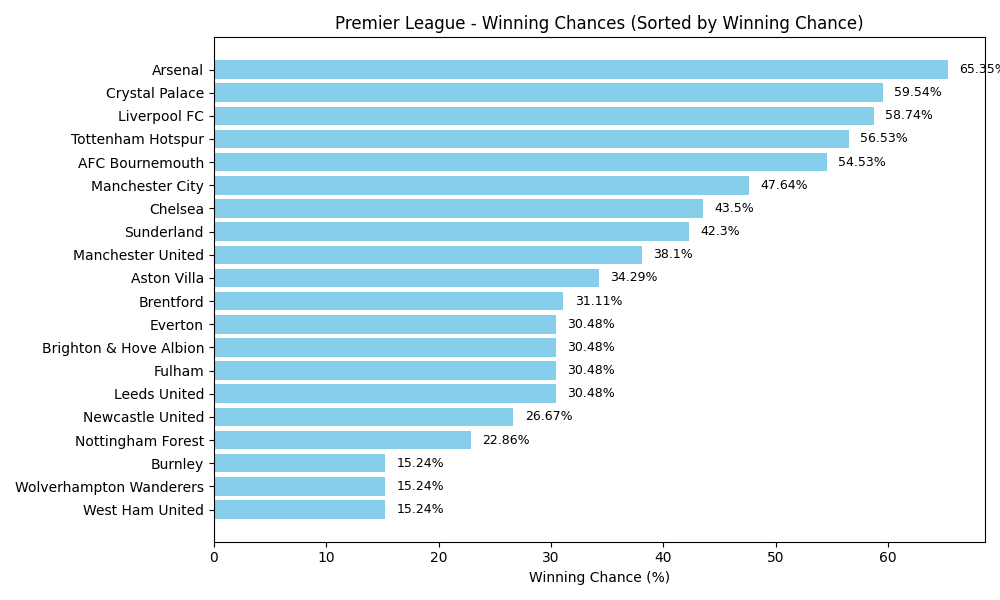 Premier League - Winning Chances (Sorted by Winning Chance)
Arsenal 65.35%
Crystal Palace 59.54%
Liverpool FC 58.74%
Tottenham Hotspur 56.53%
AFC Bournemouth 54.53%
Manchester City 47.64%
Chelsea 43.5%
Sunderland 42.3%
Manchester United 38.1%
Aston Villa 34.29%
Brentford 31.11%
Everton 30.48%
Brighton & Hove Albion 30.48%
Fulham 30.48%
Leeds United 30.48%
Newcastle United 26.67%
Nottingham Forest 22.86%
Burnley 15.24%
Wolverhampton Wanderers 15.24%
West Ham United 15.24%
0 10 20 30 40 50 60
Winning Chance (%)